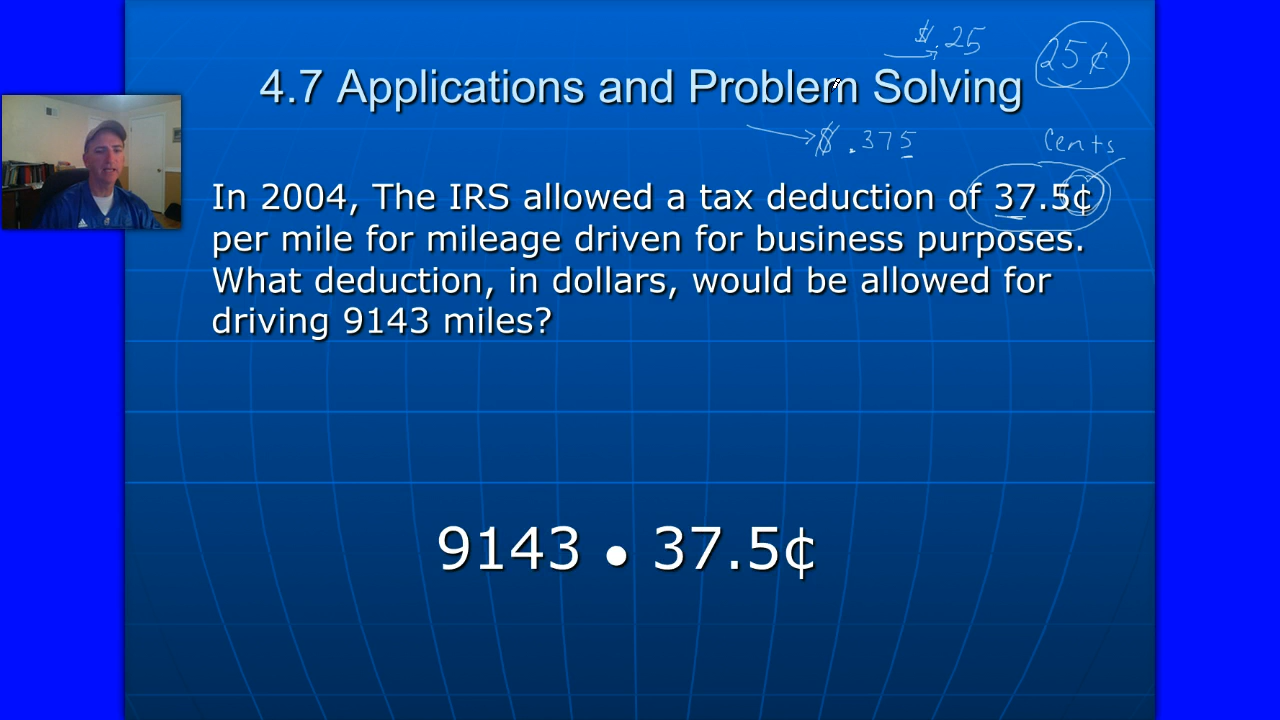 $.25
25¢
4.7 Applications and Problem Solving
$.375
Cents
In 2004, The IRS allowed a tax deduction of 37.5¢
per mile for mileage driven for business purposes.
What deduction, in dollars, would be allowed for
driving 9143 miles?
9143 • 37.5¢